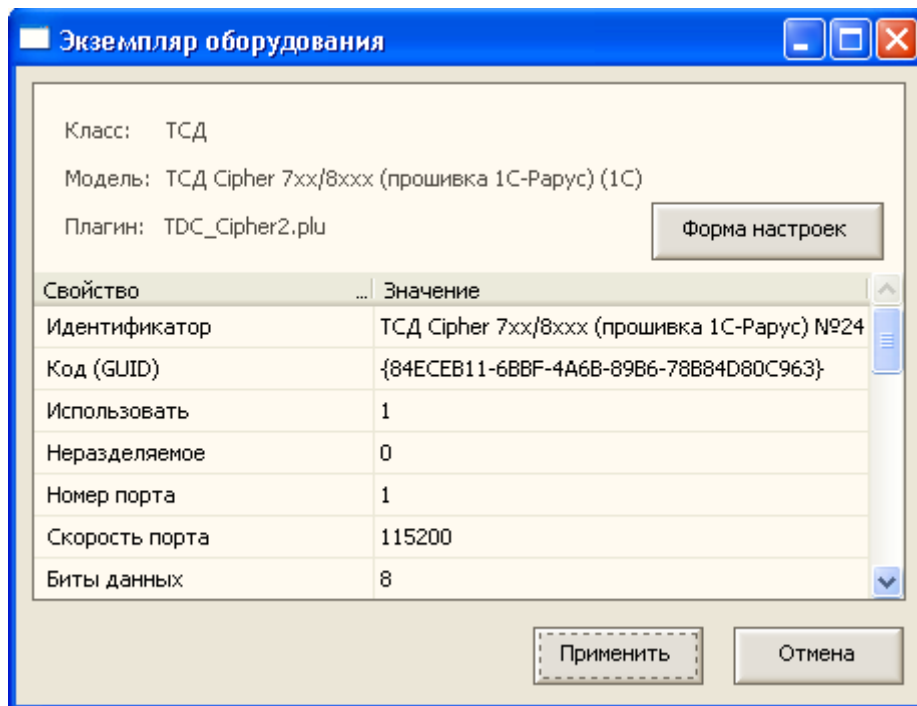 Экземпляр оборудования
Класс: ТСД
Модель: ТСД Cipher 7xx/8xxx (прошивка 1С-Рарус) (1С)
Плагин: TDC_Cipher2.plu
Форма настроек
Свойство ... Значение
Идентификатор ТСД Cipher 7xx/8xxx (прошивка 1С-Рарус) №24
Код (GUID) {84ECEB11-6BBF-4A6B-89B6-78B84D80C963}
Использовать 1
Неразделяемое 0
Номер порта 1
Скорость порта 115200
Биты данных 8
Применить Отмена